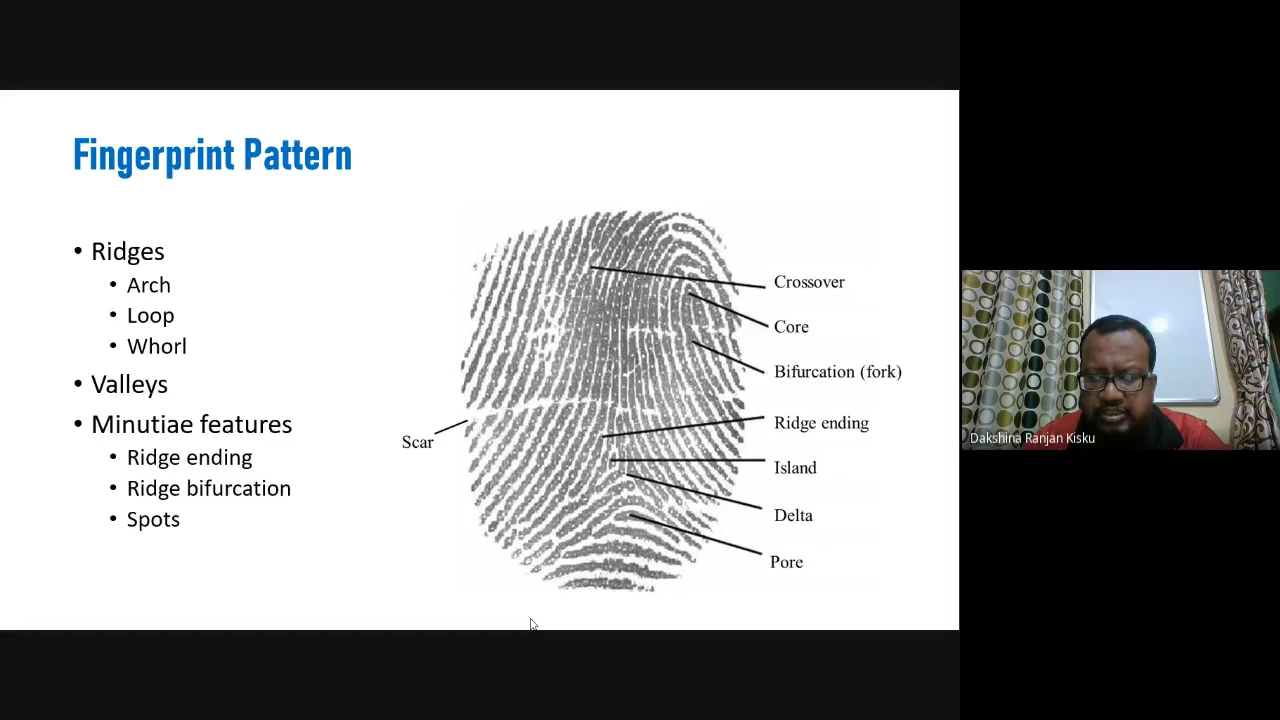 Fingerprint Pattern
• Ridges
• Arch
• Loop
• Whorl
• Valleys
• Minutiae features
• Ridge ending
• Ridge bifurcation
• Spots
Scar
Crossover
Core
Bifurcation (fork)
Ridge ending
Island
Delta
Pore
Dakshina Ranjan Kisku